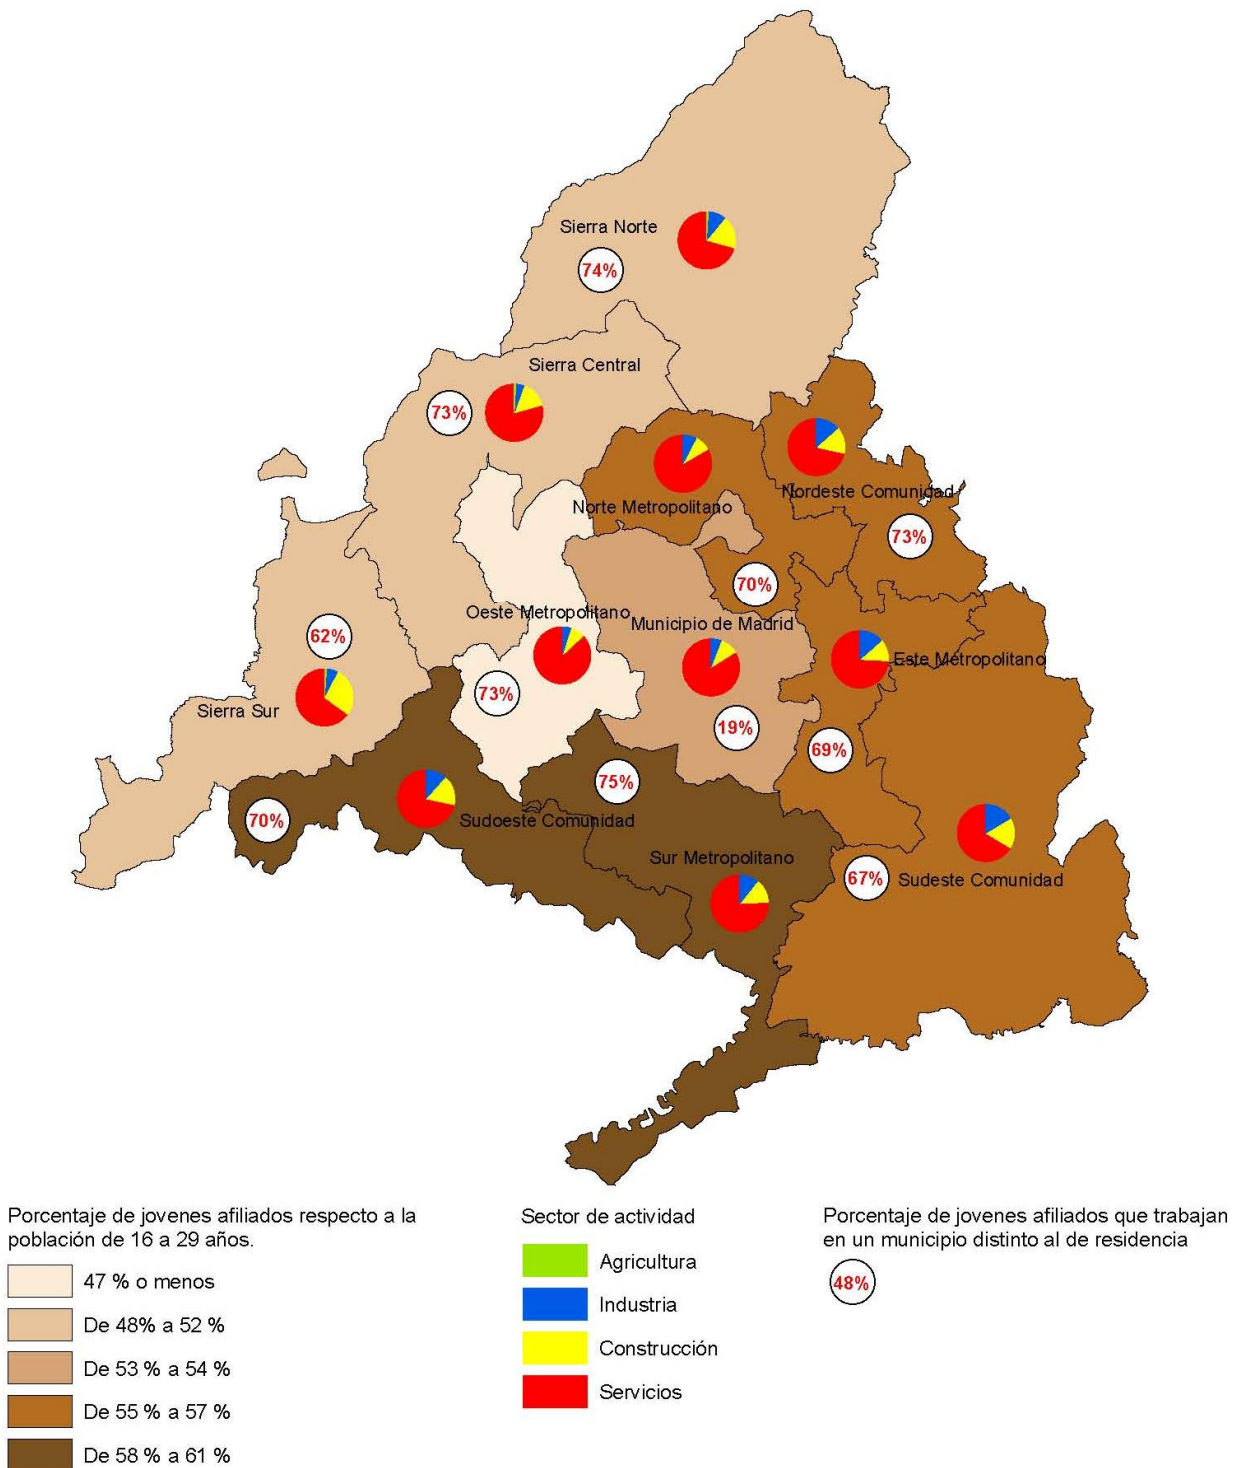 Sierra Norte
74%
Sierra Central
73%
Nordeste Comunidad
Norte Metropolitano
73%
70%
Oeste Metropolitano
Municipio de Madrid
62%
Este Metropolitano
73%
Sierra Sur
19%
69%
75%
70%
Sudoeste Comunidad
Sur Metropolitano
67%
Sudeste Comunidad
Porcentaje de jovenes afiliados respecto a la
población de 16 a 29 años.
47 % o menos
De 48% a 52 %
De 53 % a 54 %
De 55 % a 57 %
De 58 % a 61 %
Sector de actividad
Agricultura
Industria
Construcción
Servicios
Porcentaje de jovenes afiliados que trabajan
en un municipio distinto al de residencia
48%